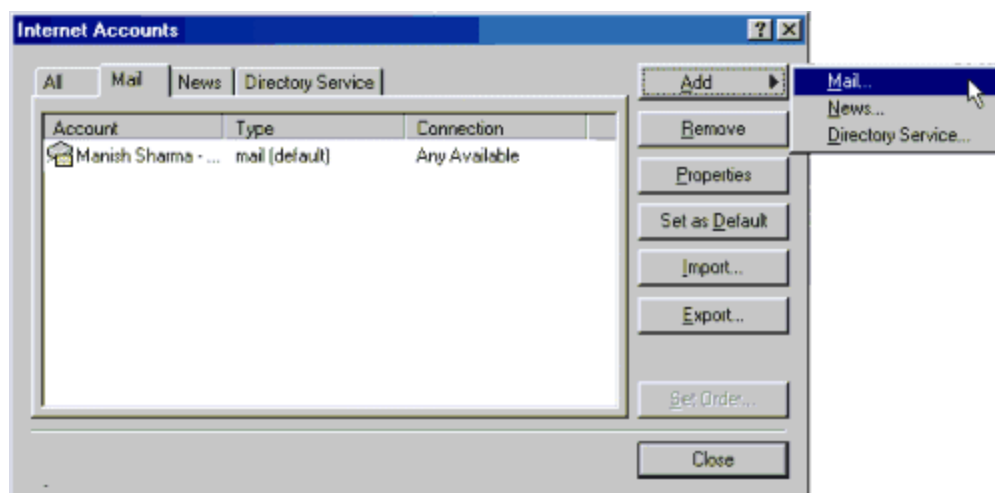 Internet Accounts
All Mail News Directory Service
Add
Mail...
News...
Directory Service...
Account Type Connection
Manish Sharma - ... mail (default) Any Available
Remove
Properties
Set as Default
Import...
Export...
Set Order...
Close